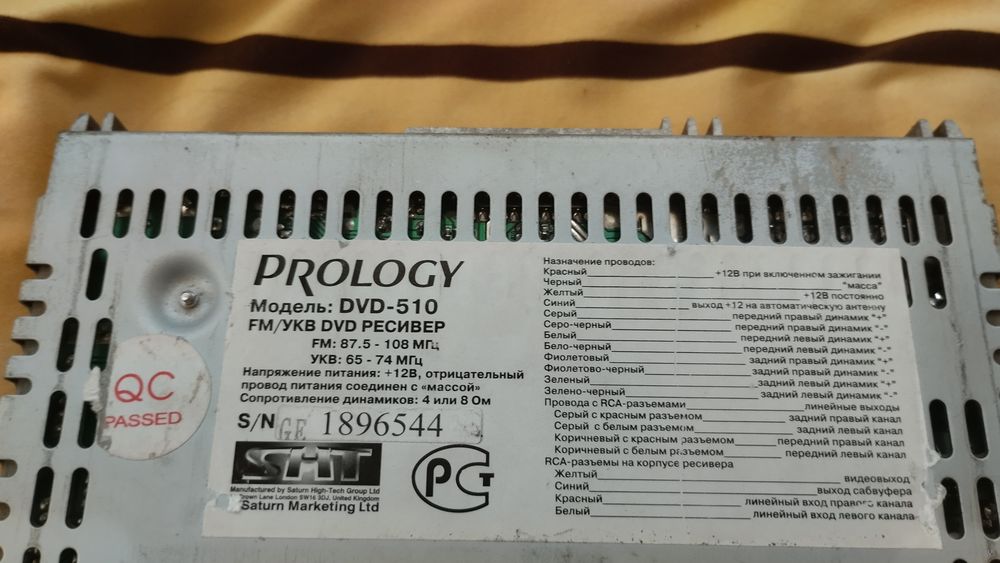 PROLOGY
Модель: DVD-510
FM/УКВ DVD РЕСИВЕР
FM: 87.5 - 108 МГц
УКВ: 65 - 74 МГц
Напряжение питания: +12В, отрицательный
провод питания соединен с «массой»
Сопротивление динамиков: 4 или 8 Ом
S/N GE 1896544
SHT
Manufactured by Saturn High-Tech Group Ltd
Crown Lane London SW16 3DJ, United Kingdom
Saturn Marketing Ltd
РСТ
QC
PASSED
Назначение проводов:
Красный +12В при включенном зажигании
Черный "масса"
Желтый +12В постоянно
Синий выход +12 на автоматическую антенну
Серый передний правый динамик "+"
Серо-черный передний правый динамик "-"
Белый передний левый динамик "+"
Бело-черный передний левый динамик "-"
Фиолетовый задний правый динамик "+"
Фиолетово-черный задний правый динамик "-"
Зеленый задний левый динамик "+"
Зелено-черный задний левый динамик "-"
Провода с RCA-разъемами линейные выходы
Серый с красным разъемом задний правый канал
Серый с белым разъемом задний левый канал
Коричневый с красным разъемом передний правый канал
Коричневый с белым разъемом передний левый канал
RCA-разъемы на корпусе ресивера
Желтый видеовыход
Синий выход сабвуфера
Красный линейный вход правого канала
Белый линейный вход левого канала